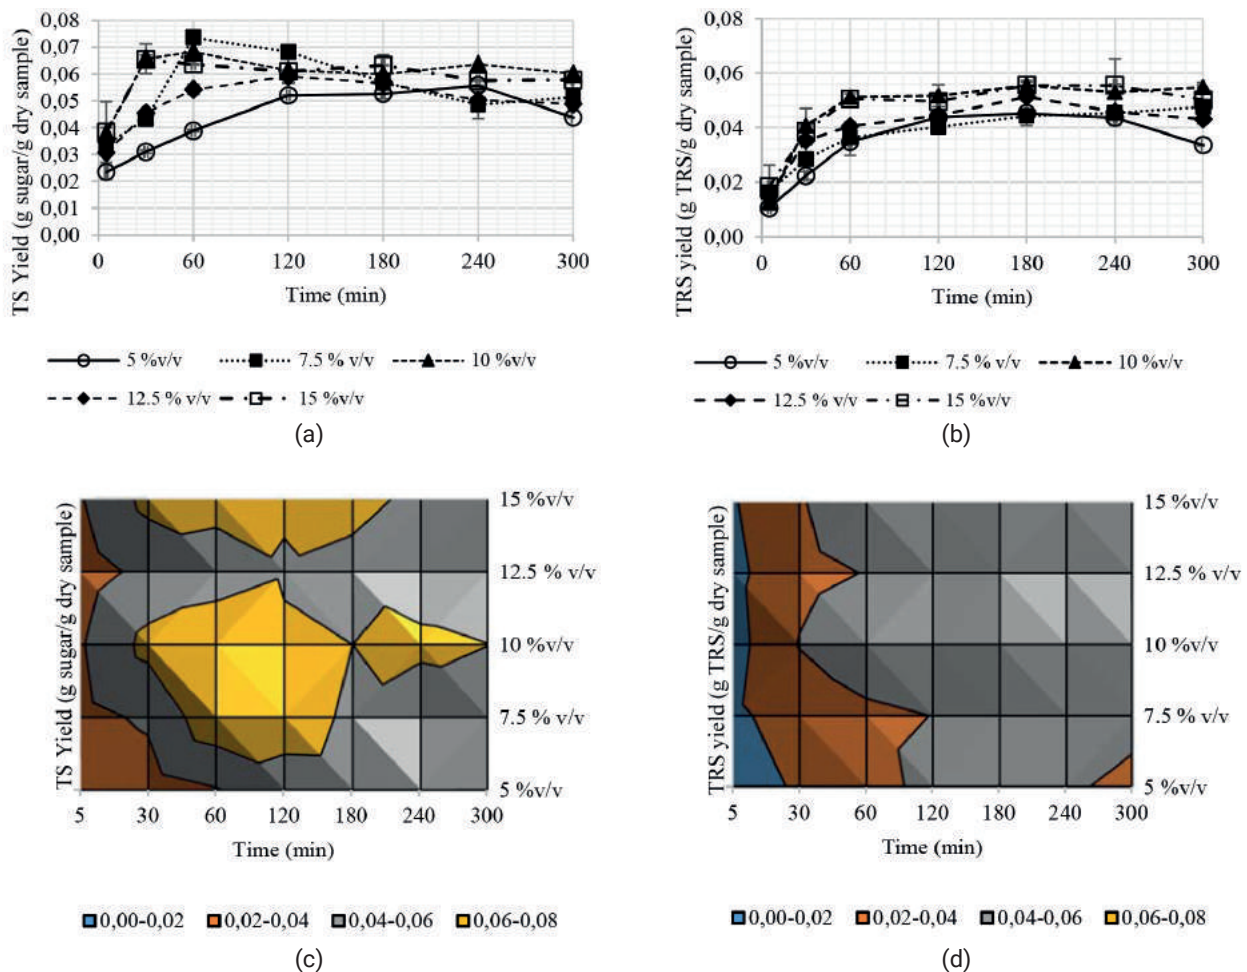 TS Yield (g sugar/g dry sample)
0,08
0,07
0,06
0,05
0,04
0,03
0,02
0,01
0,00
0 60 120 180 240 300
Time (min)
5 %v/v 7.5 % v/v 10 %v/v
12.5 % v/v 15 %v/v
(a)
TRS yield (g TRS/g dry sample)
0,08
0,06
0,04
0,02
0,00
0 60 120 180 240 300
Time (min)
5 %v/v 7.5 % v/v 10 %v/v
12.5 % v/v 15 %v/v
(b)
TS Yield (g sugar/g dry sample)
15 %v/v
12.5 % v/v
10 %v/v
7.5 % v/v
5 %v/v
5 30 60 120 180 240 300
Time (min)
0,00-0,02 0,02-0,04 0,04-0,06 0,06-0,08
(c)
TRS yield (g TRS/g dry sample)
15 %v/v
12.5 % v/v
10 %v/v
7.5 % v/v
5 %v/v
5 30 60 120 180 240 300
Time (min)
0,00-0,02 0,02-0,04 0,04-0,06 0,06-0,08
(d)